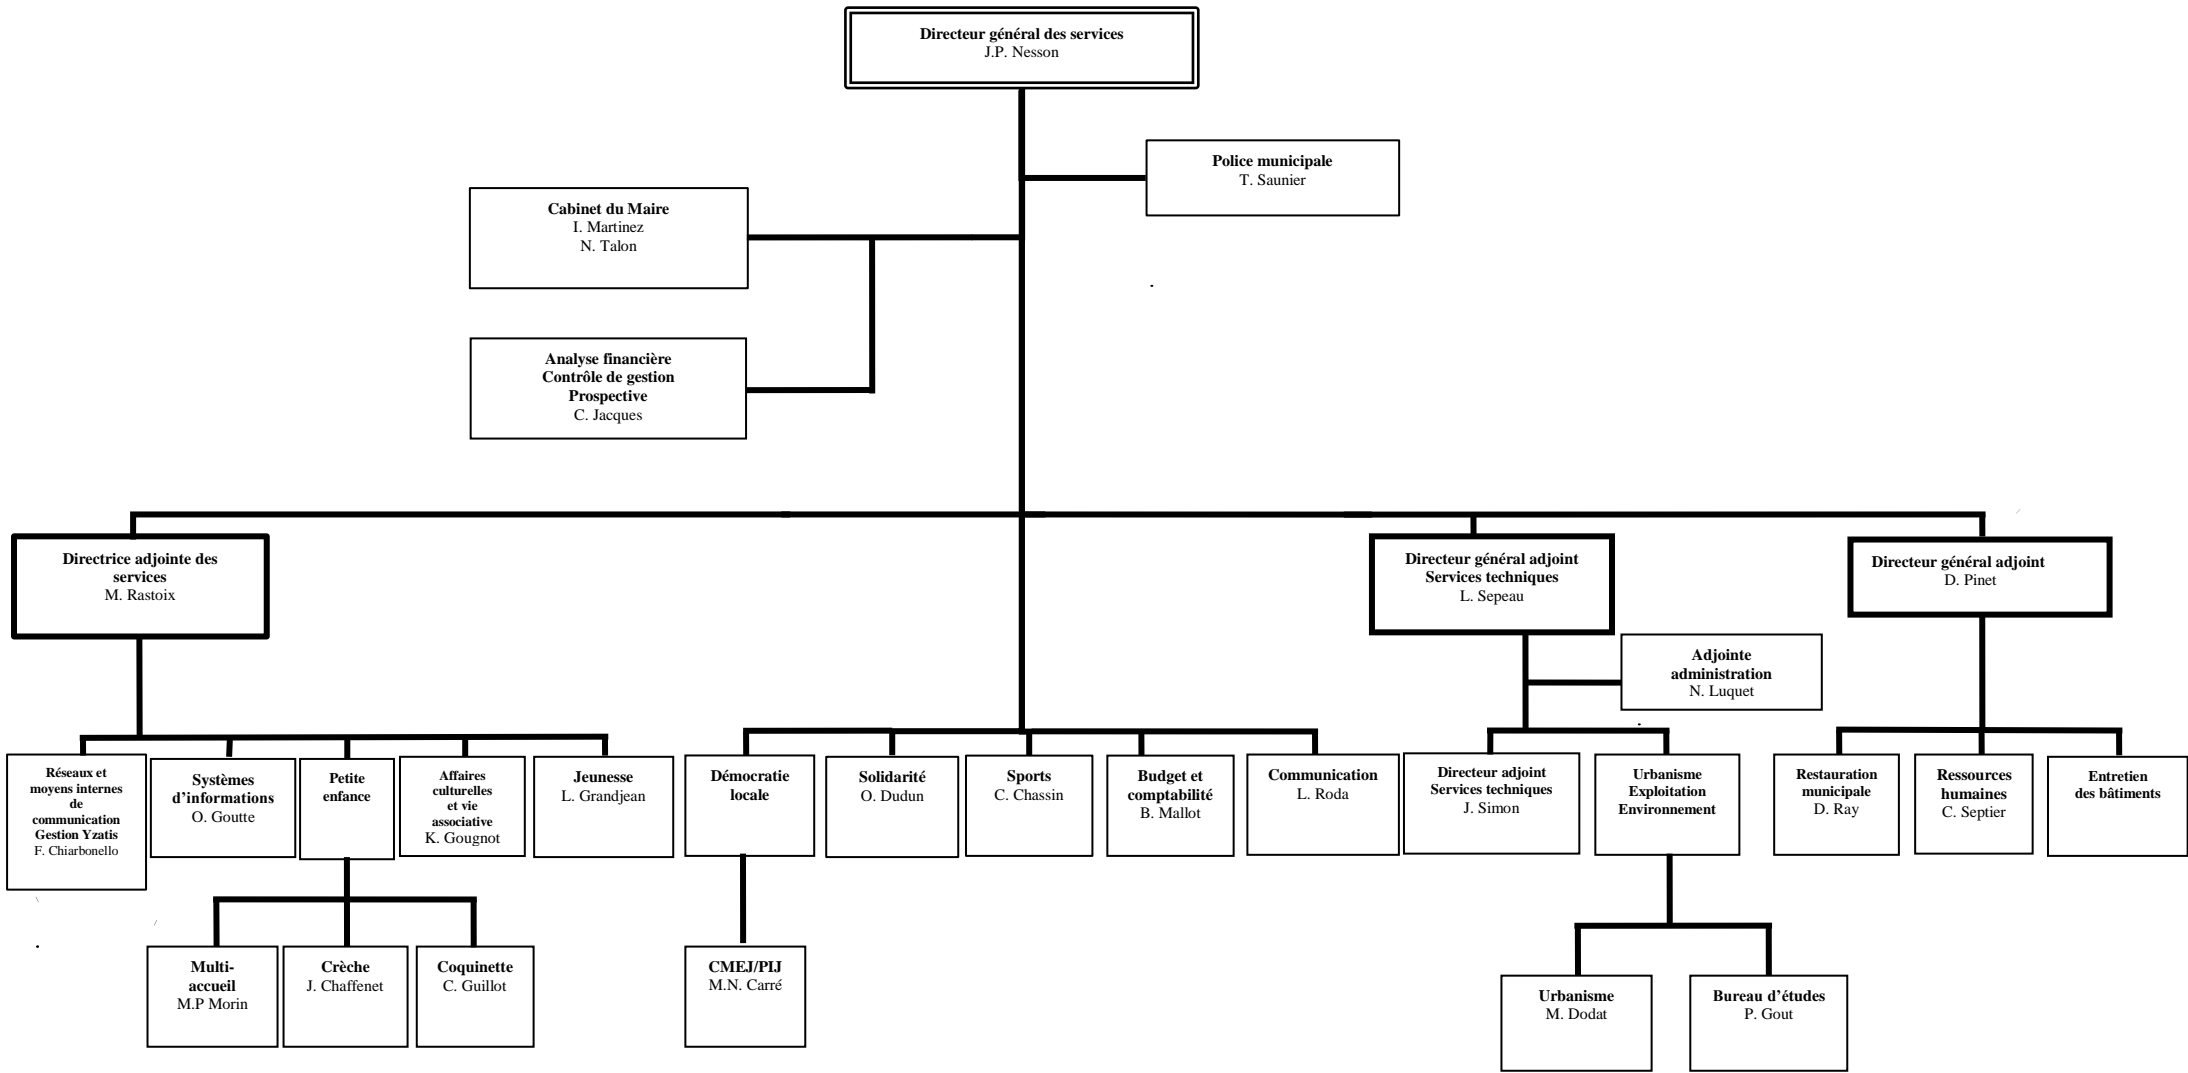 Directeur général des services
J.P. Nesson
Police municipale
T. Saunier
Cabinet du Maire
I. Martinez
N. Talon
Analyse financière
Contrôle de gestion
Prospective
C. Jacques
Directrice adjointe des
services
M. Rastoix
Directeur général adjoint
Services techniques
L. Sepeau
Directeur général adjoint
D. Pinet
Adjointe
administration
N. Luquet
Réseaux et
moyens internes
de
communication
Gestion Yzatis
F. Chiarbonello
Systèmes
d’informations
O. Goutte
Petite
enfance
Affaires
culturelles
et vie
associative
K. Gougnot
Jeunesse
L. Grandjean
Démocratie
locale
Solidarité
O. Dudun
Sports
C. Chassin
Budget et
comptabilité
B. Mallot
Communication
L. Roda
Directeur adjoint
Services techniques
J. Simon
Urbanisme
Exploitation
Environnement
Restauration
municipale
D. Ray
Ressources
humaines
C. Septier
Entretien
des bâtiments
Multi-
accueil
M.P Morin
Crèche
J. Chaffenet
Coquinette
C. Guillot
CMEJ/PIJ
M.N. Carré
Urbanisme
M. Dodat
Bureau d’études
P. Gout